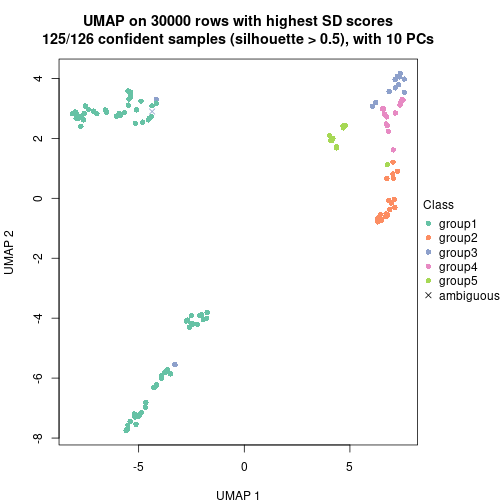 UMAP on 30000 rows with highest SD scores
125/126 confident samples (silhouette > 0.5), with 10 PCs
4
2
0
-2
-4
-6
-8
UMAP 2
-5
0
5
UMAP 1
Class
group1
group2
group3
group4
group5
ambiguous